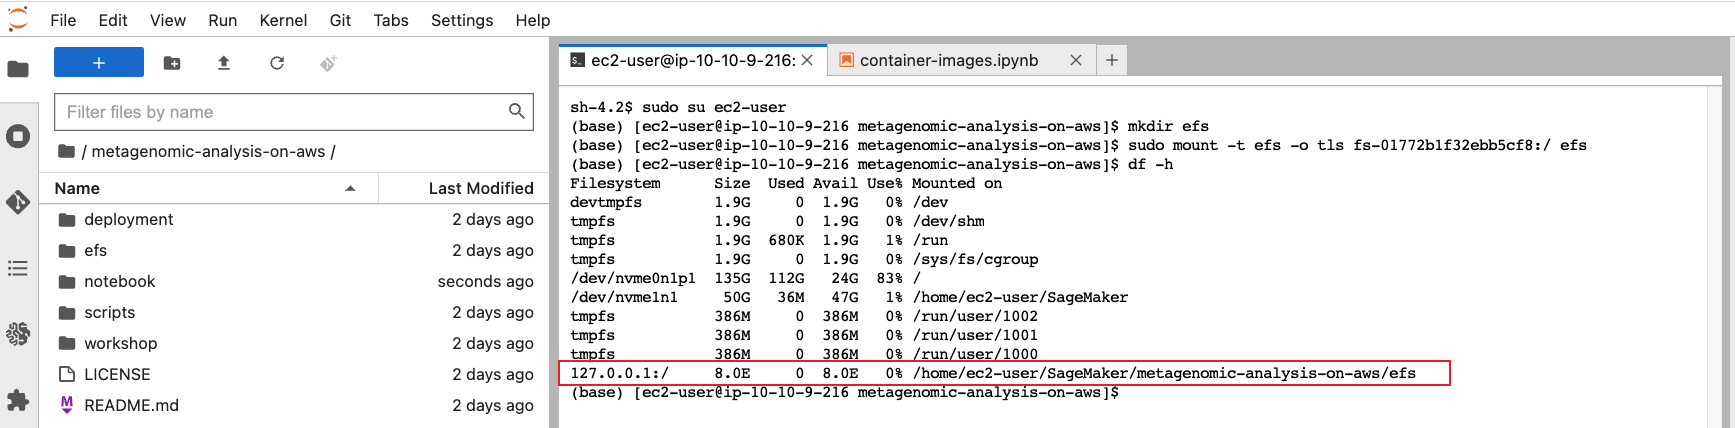 File Edit View Run Kernel Git Tabs Settings Help
Filter files by name
/ metagenomic-analysis-on-aws /
Name Last Modified
deployment 2 days ago
efs 2 days ago
notebook seconds ago
scripts 2 days ago
workshop 2 days ago
LICENSE 2 days ago
README.md 2 days ago
ec2-user@ip-10-10-9-216: container-images.ipynb
sh-4.2$ sudo su ec2-user
(base) [ec2-user@ip-10-10-9-216 metagenomic-analysis-on-aws]$ mkdir efs
(base) [ec2-user@ip-10-10-9-216 metagenomic-analysis-on-aws]$ sudo mount -t efs -o tls fs-01772b1f32ebb5cf8:/ efs
(base) [ec2-user@ip-10-10-9-216 metagenomic-analysis-on-aws]$ df -h
Filesystem Size Used Avail Use% Mounted on
devtmpfs 1.9G 0 1.9G 0% /dev
tmpfs 1.9G 0 1.9G 0% /dev/shm
tmpfs 1.9G 680K 1.9G 1% /run
tmpfs 1.9G 0 1.9G 0% /sys/fs/cgroup
/dev/nvme0n1p1 135G 112G 24G 83% /
/dev/nvme1n1 50G 36M 47G 1% /home/ec2-user/SageMaker
tmpfs 386M 0 386M 0% /run/user/1002
tmpfs 386M 0 386M 0% /run/user/1001
tmpfs 386M 0 386M 0% /run/user/1000
127.0.0.1:/ 8.0E 0 8.0E 0% /home/ec2-user/SageMaker/metagenomic-analysis-on-aws/efs
(base) [ec2-user@ip-10-10-9-216 metagenomic-analysis-on-aws]$